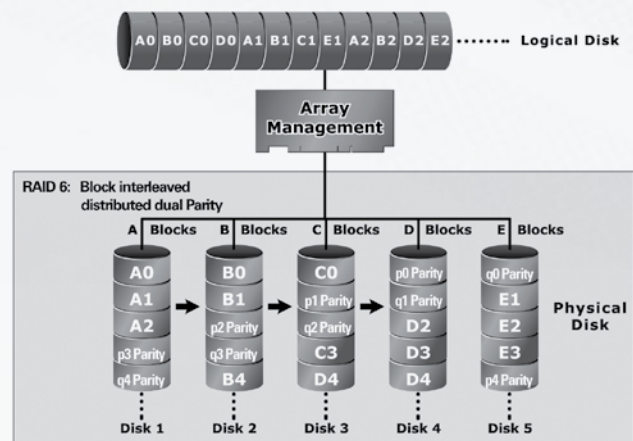 A0 B0 C0 D0 A1 B1 C1 E1 A2 B2 D2 E2 Logical Disk
Array
Management
RAID 6: Block interleaved
distributed dual Parity
A Blocks B Blocks C Blocks D Blocks E Blocks
A0 B0 C0 p0 Parity q0 Parity
A1 B1 p1 Parity q1 Parity E1
A2 p2 Parity q2 Parity D2 E2
p3 Parity q3 Parity C3 D3 E3
q4 Parity B4 D4 D4 p4 Parity
Physical
Disk
Disk 1 Disk 2 Disk 3 Disk 4 Disk 5